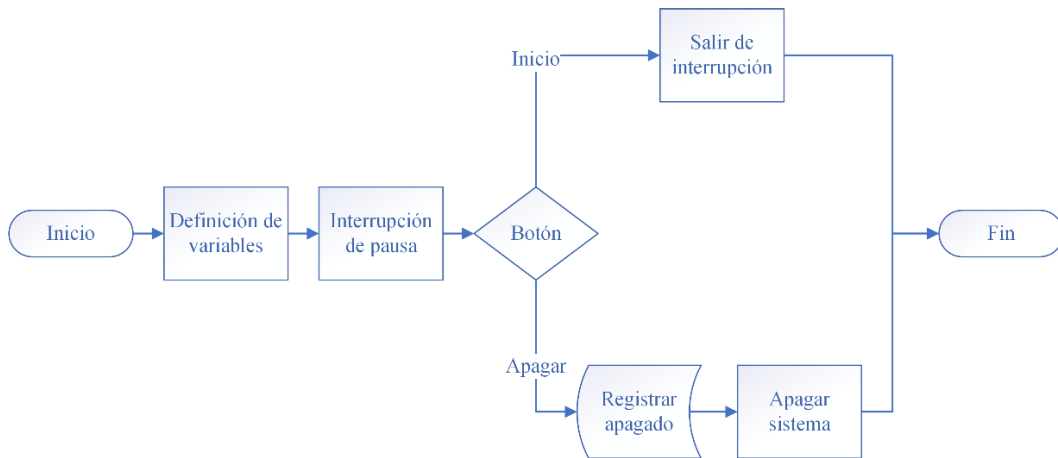 Inicio
Definición de
variables
Interrupción
de pausa
Botón
Inicio
Salir de
interrupción
Apagar
Registrar
apagado
Apagar
sistema
Fin